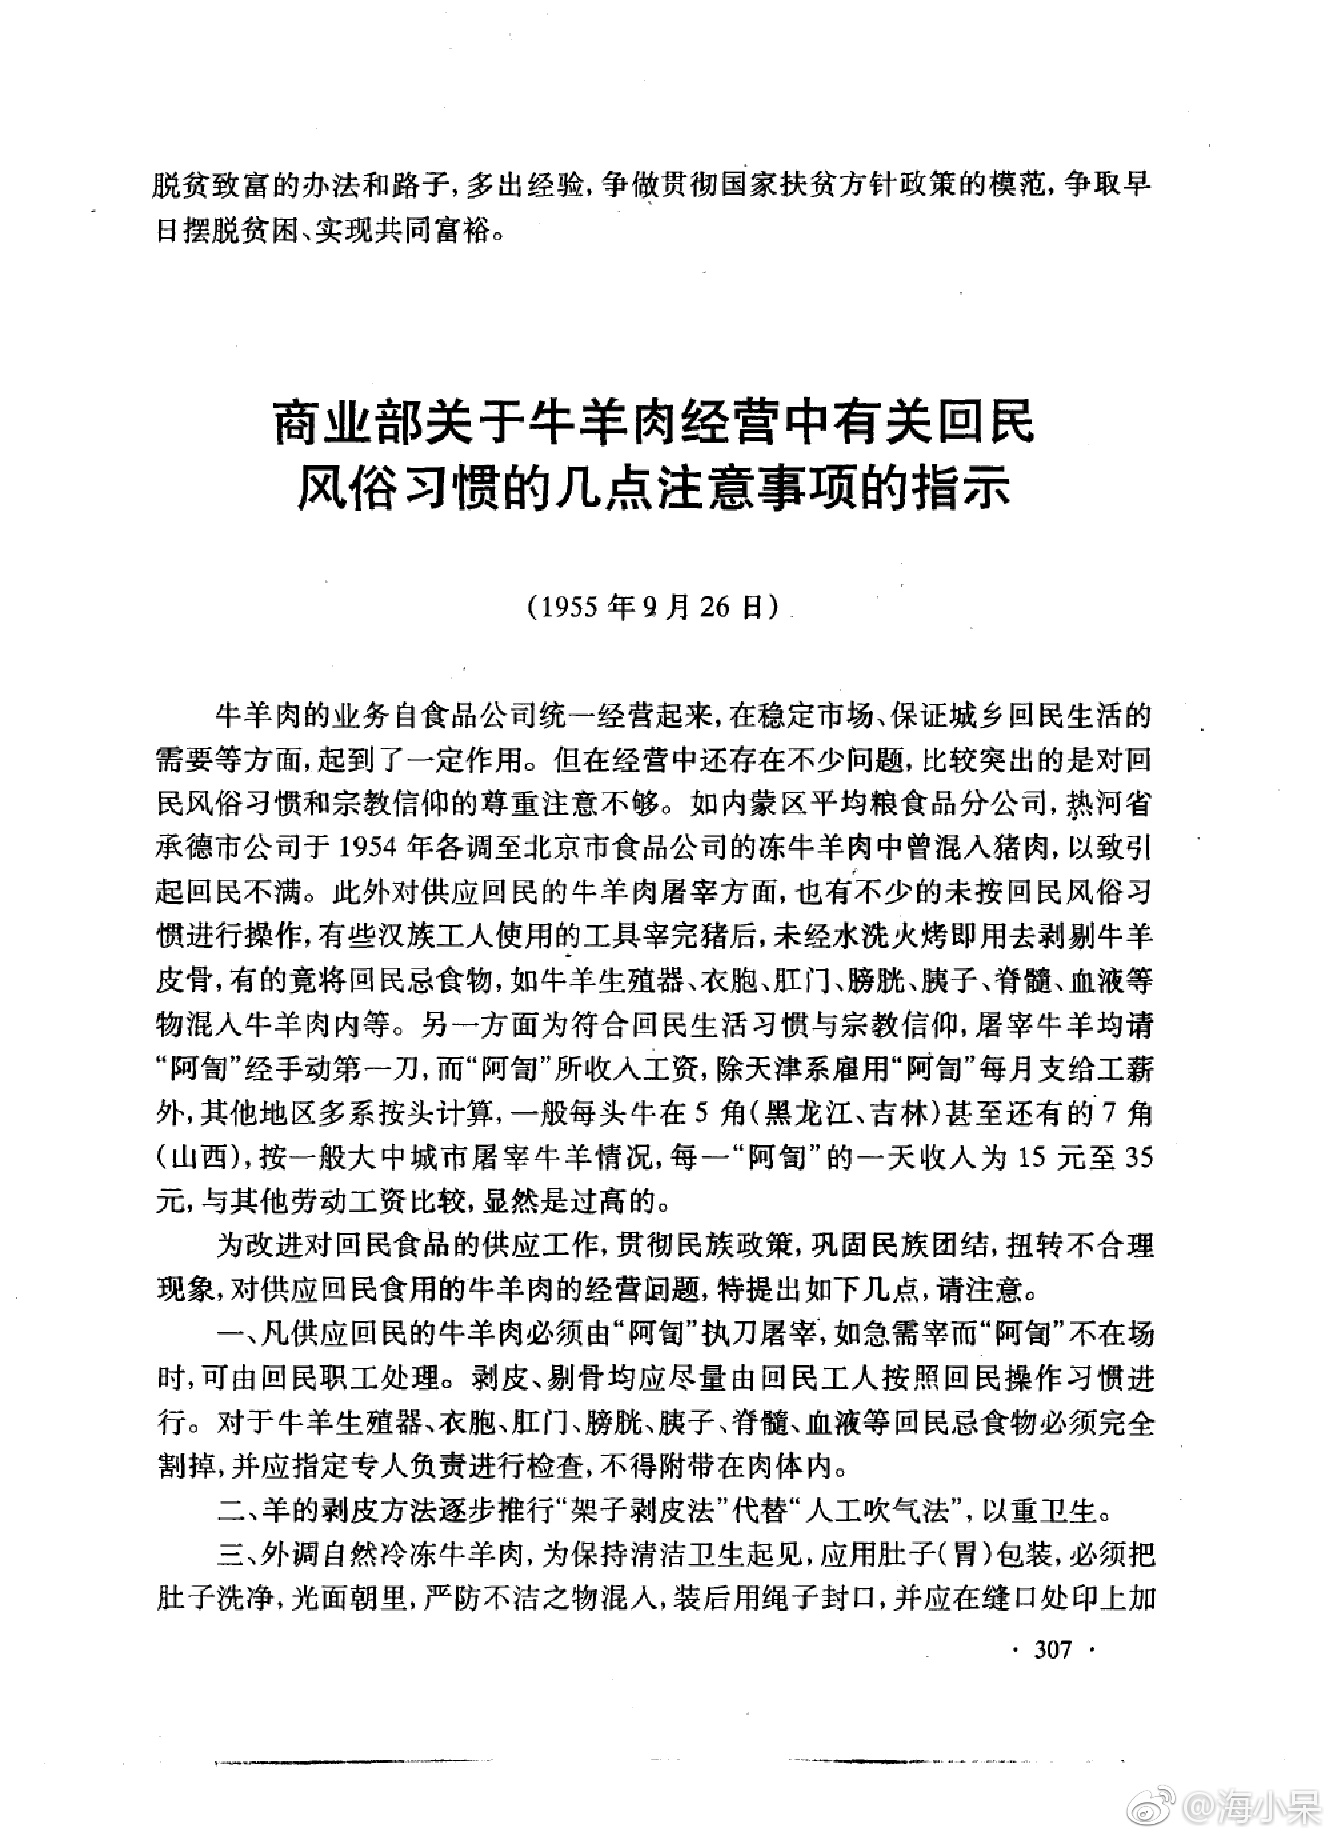 脱贫致富的办法和路子,多出经验,争做贯彻国家扶贫方针政策的模范,争取早
日摆脱贫困、实现共同富裕。
商业部关于牛羊肉经营中有关回民
风俗习惯的几点注意事项的指示
(1955年9月26日)
牛羊肉的业务自食品公司统一经营起来,在稳定市场、保证城乡回民生活的
需要等方面,起到了一定作用。但在经营中还存在不少问题,比较突出的是对回
民风俗习惯和宗教信仰的尊重注意不够。如内蒙区平均粮食品分公司,热河省
承德市公司于1954年各调至北京市食品公司的冻牛羊肉中曾混入猪肉,以致引
起回民不满。此外对供应回民的牛羊肉屠宰方面,也有不少的未按回民风俗习
惯进行操作,有些汉族工人使用的工具宰完猪后,未经水洗火烤即用去剥剔牛羊
皮骨,有的竟将回民忌食物,如牛羊生殖器、衣胞、肛门、膀胱、胰子、脊髓、血液等
物混入牛羊肉内等。另一方面为符合回民生活习惯与宗教信仰,屠宰牛羊均请
“阿訇”经手动第一刀,而“阿訇”所收入工资,除天津系雇用“阿訇”每月支给工薪
外,其他地区多系按头计算,一般每头牛在5角(黑龙江、吉林)甚至还有的7角
(山西),按一般大中城市屠宰牛羊情况,每一“阿訇”的一天收入为15元至35
元,与其他劳动工资比较,显然是过高的。
为改进对回民食品的供应工作,贯彻民族政策,巩固民族团结,扭转不合理
现象,对供应回民食用的牛羊肉的经营问题,特提出如下几点,请注意。
一、凡供应回民的牛羊肉必须由“阿訇”执刀屠宰,如急需宰而“阿訇”不在场
时,可由回民职工处理。剥皮、剔骨均应尽量由回民工人按照回民操作习惯进
行。对于牛羊生殖器、衣胞、肛门、膀胱、胰子、脊髓、血液等回民忌食物必须完全
割掉,并应指定专人负责进行检查,不得附带在肉体内。
二、羊的剥皮方法逐步推行“架子剥皮法”代替“人工吹气法”,以重卫生。
三、外调自然冷冻牛羊肉,为保持清洁卫生起见,应用肚子(胃)包装,必须把
肚子洗净,光面朝里,严防不洁之物混入,装后用绳子封口,并应在缝口处印上加
· 307 ·
@海小呆